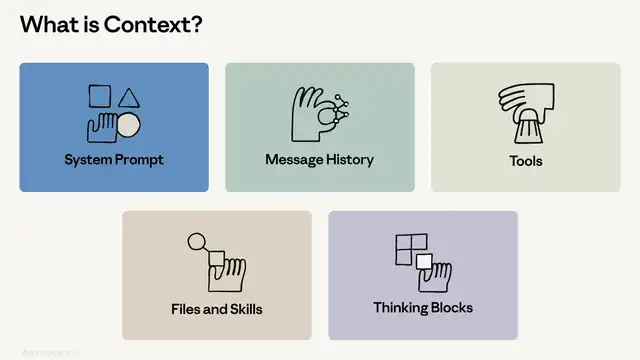 What is Context?
System Prompt
Message History
Tools
Files and Skills
Thinking Blocks